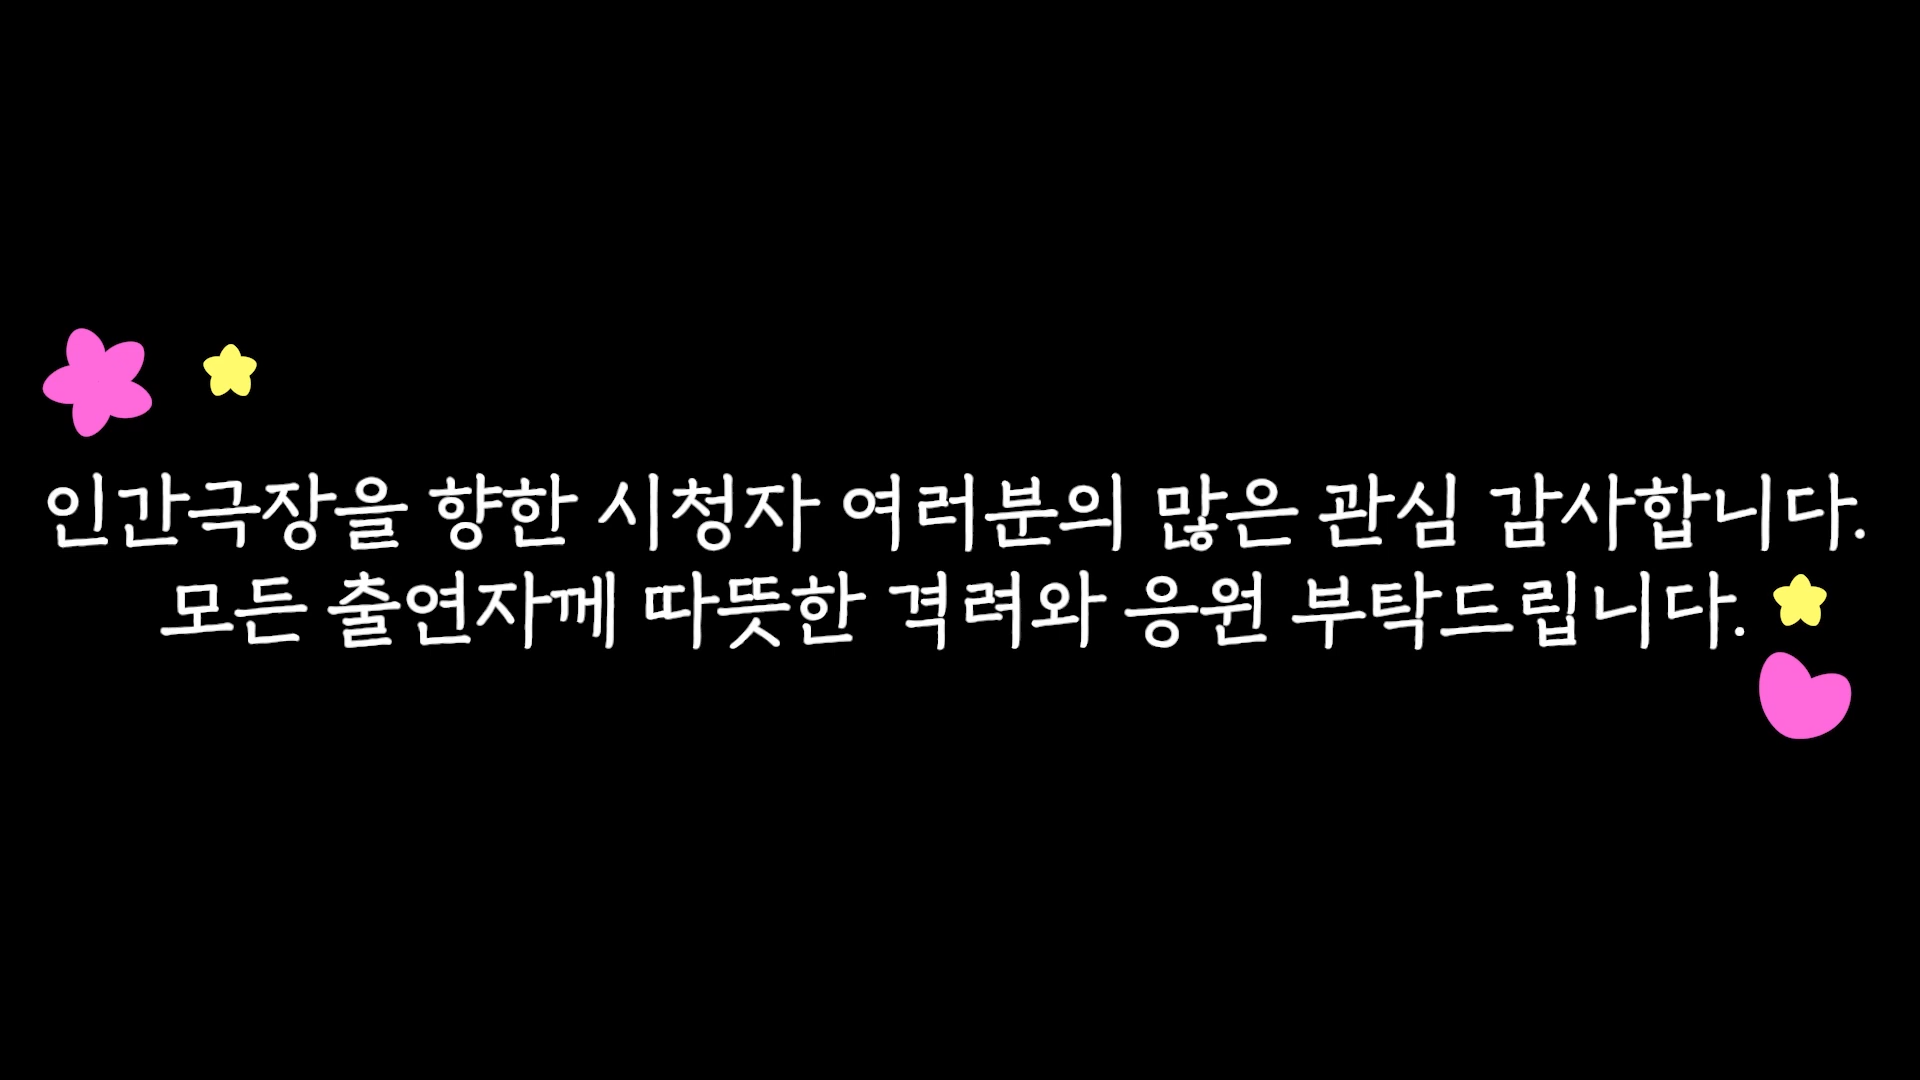 인간극장을 향한 시청자 여러분의 많은 관심 감사합니다.
모든 출연자께 따뜻한 격려와 응원 부탁드립니다.